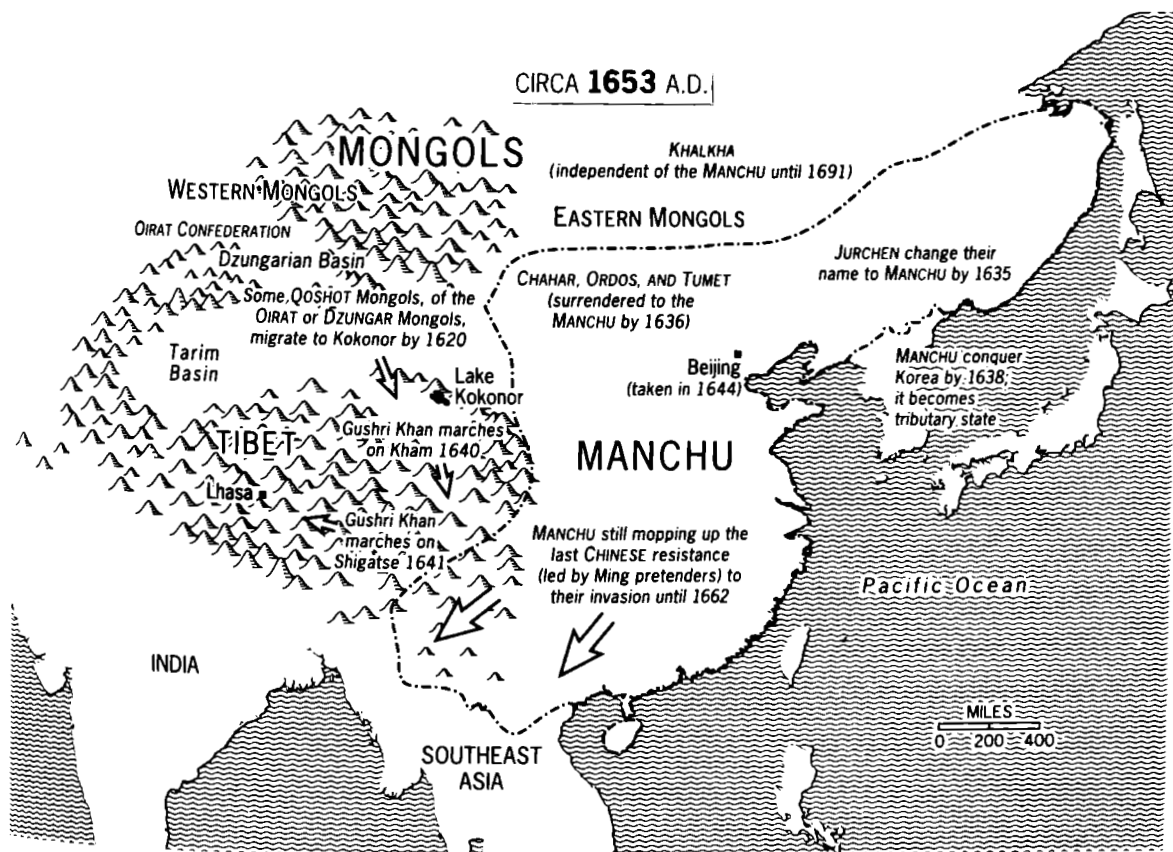 CIRCA 1653 A.D.
MONGOLS
KHALKHA
(independent of the MANCHU until 1691)
WESTERN MONGOLS
EASTERN MONGOLS
OIRAT CONFEDERATION
Dzungarian Basin
JURCHEN change their
name to MANCHU by 1635
CHAHAR, ORDOS, AND TUMET
(surrendered to the
MANCHU by 1636)
Some QOSHOT Mongols, of the
OIRAT or DZUNGAR Mongols,
migrate to Kokonor by 1620
Tarim
Basin
Beijing
(taken in 1644)
MANCHU conquer
Korea by 1638;
it becomes
tributary state
Lake
Kokonor
TIBET
Gushri Khan marches
on Kham 1640
MANCHU
Lhasa
Gushri Khan
marches on
Shigatse 1641
MANCHU still mopping up the
last CHINESE resistance
(led by Ming pretenders) to
their invasion until 1662
Pacific Ocean
INDIA
MILES
0 200 400
SOUTHEAST
ASIA